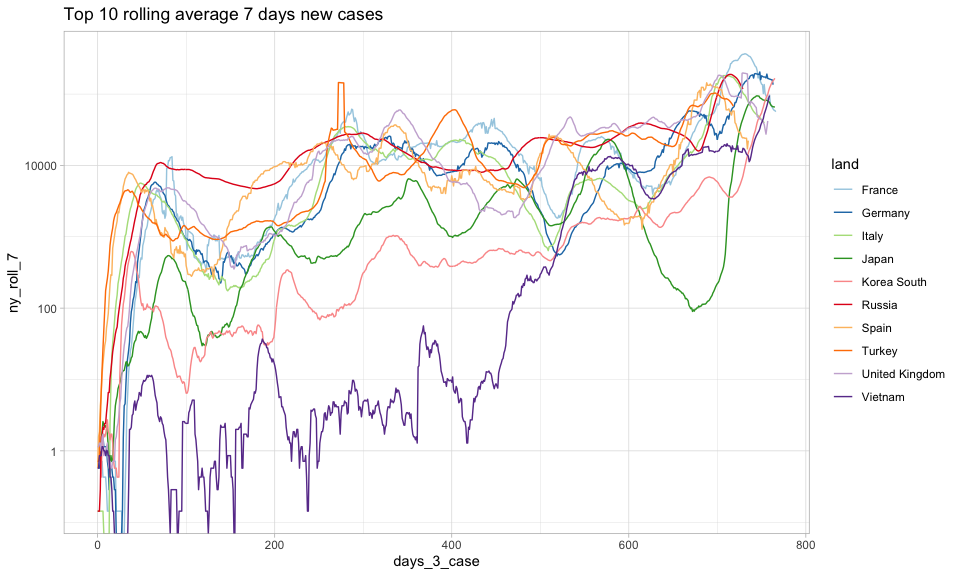 Top 10 rolling average 7 days new cases
ny_roll_7
10000
100
1
0
200
400
600
800
days_3_case
land
France
Germany
Italy
Japan
Korea South
Russia
Spain
Turkey
United Kingdom
Vietnam